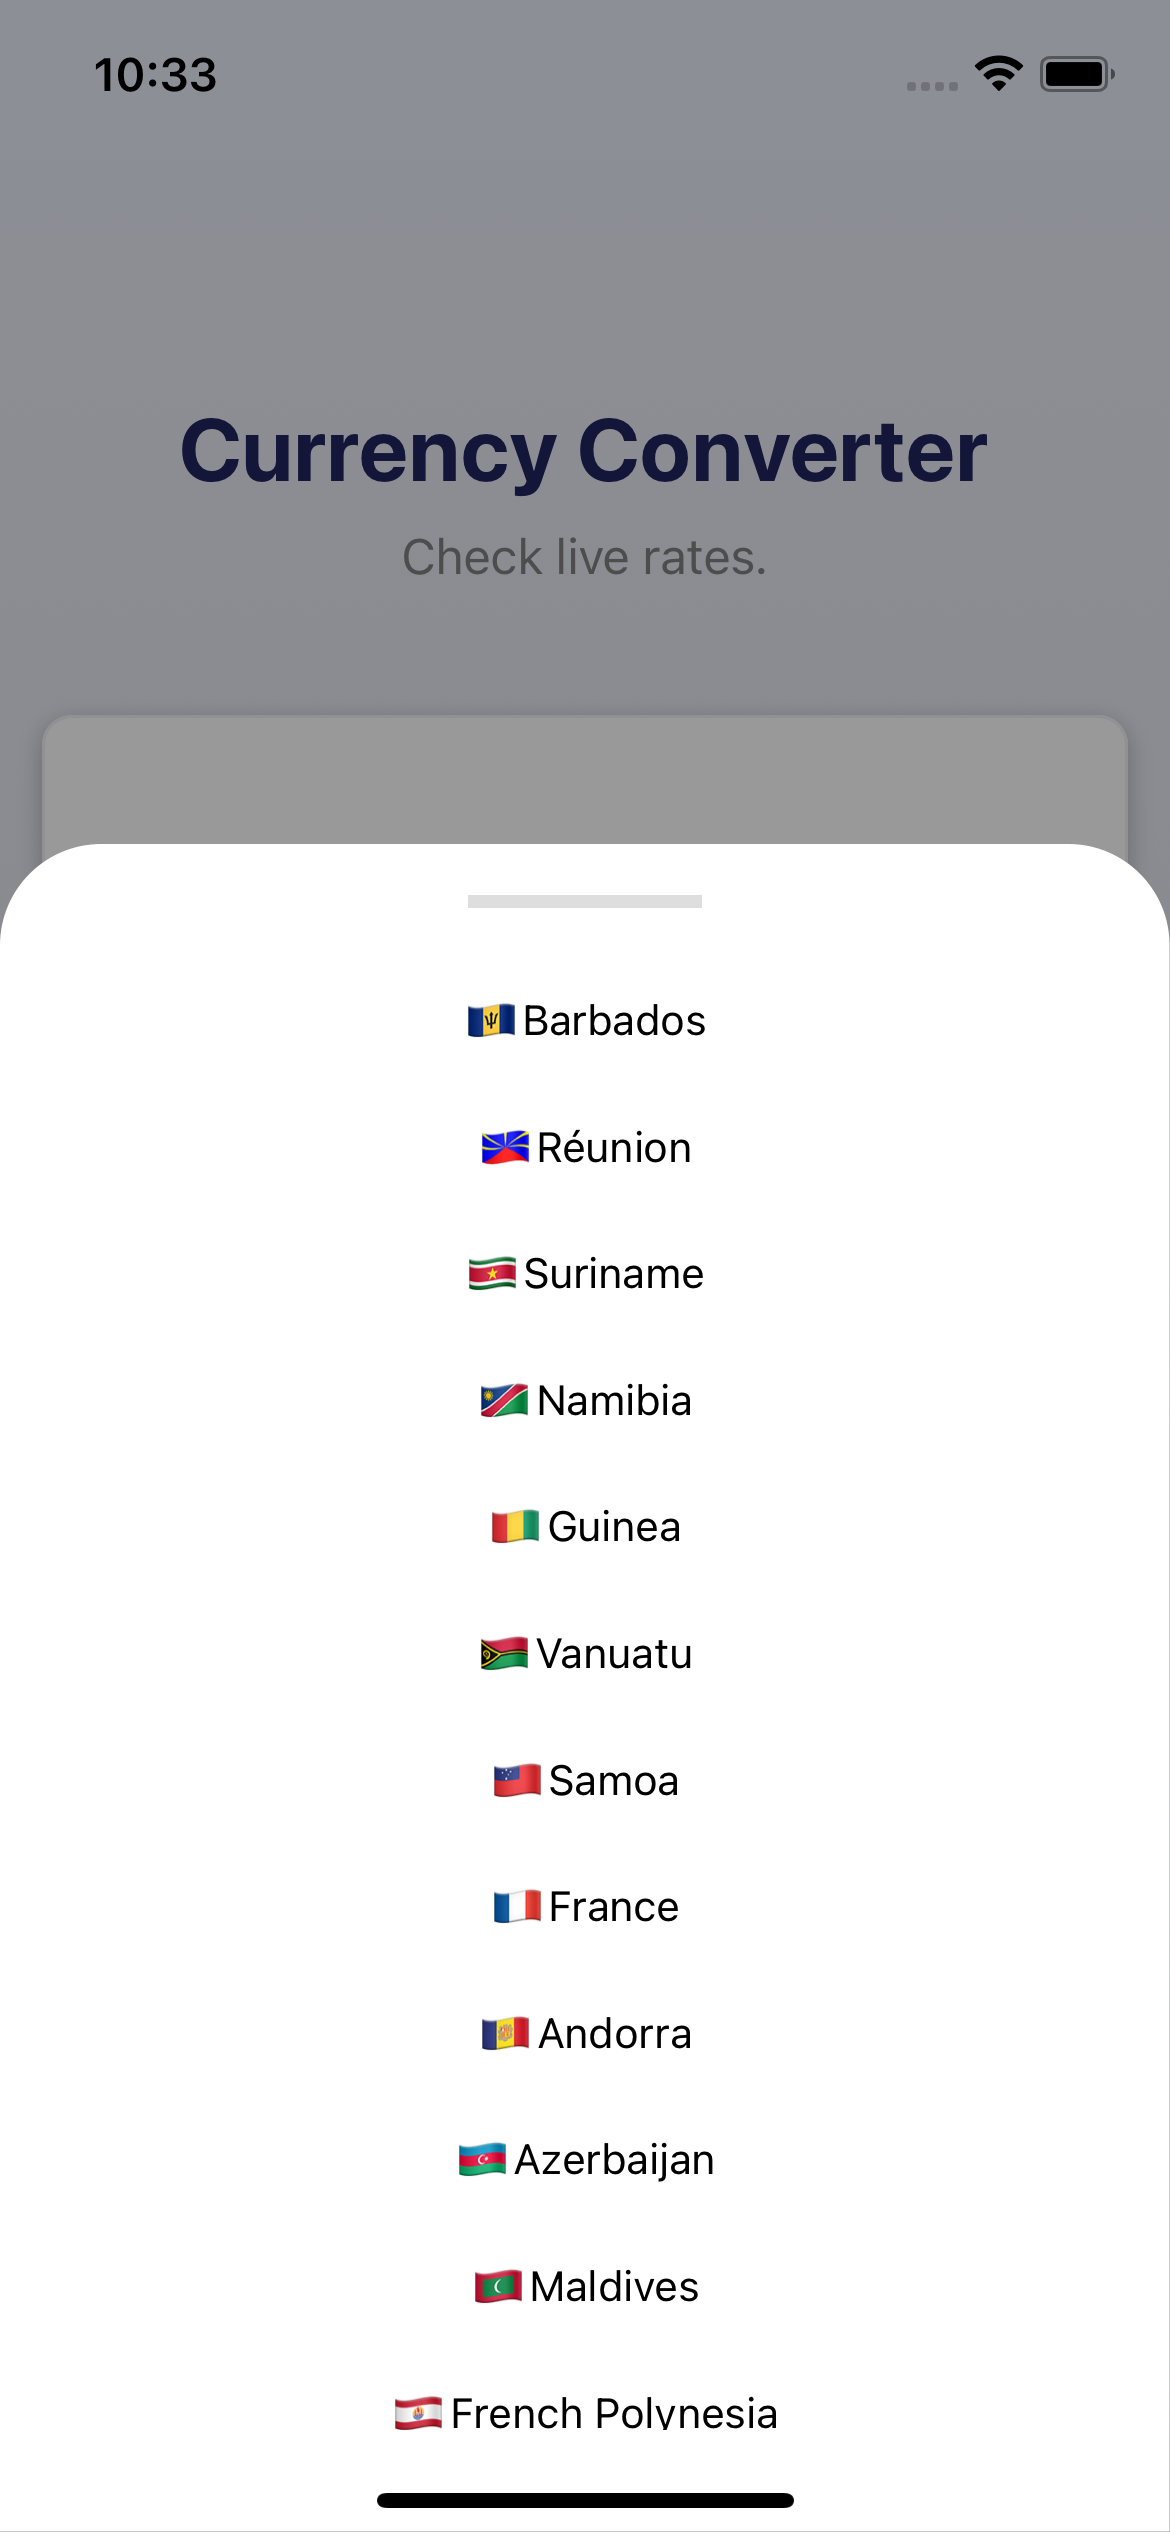 10:33
Currency Converter
Check live rates.
🇧🇧 Barbados
🇷🇪 Réunion
🇸🇷 Suriname
🇳🇦 Namibia
🇬🇳 Guinea
🇻🇺 Vanuatu
🇼🇸 Samoa
🇫🇷 France
🇦🇩 Andorra
🇦🇿 Azerbaijan
🇲🇻 Maldives
🇵🇫 French Polynesia